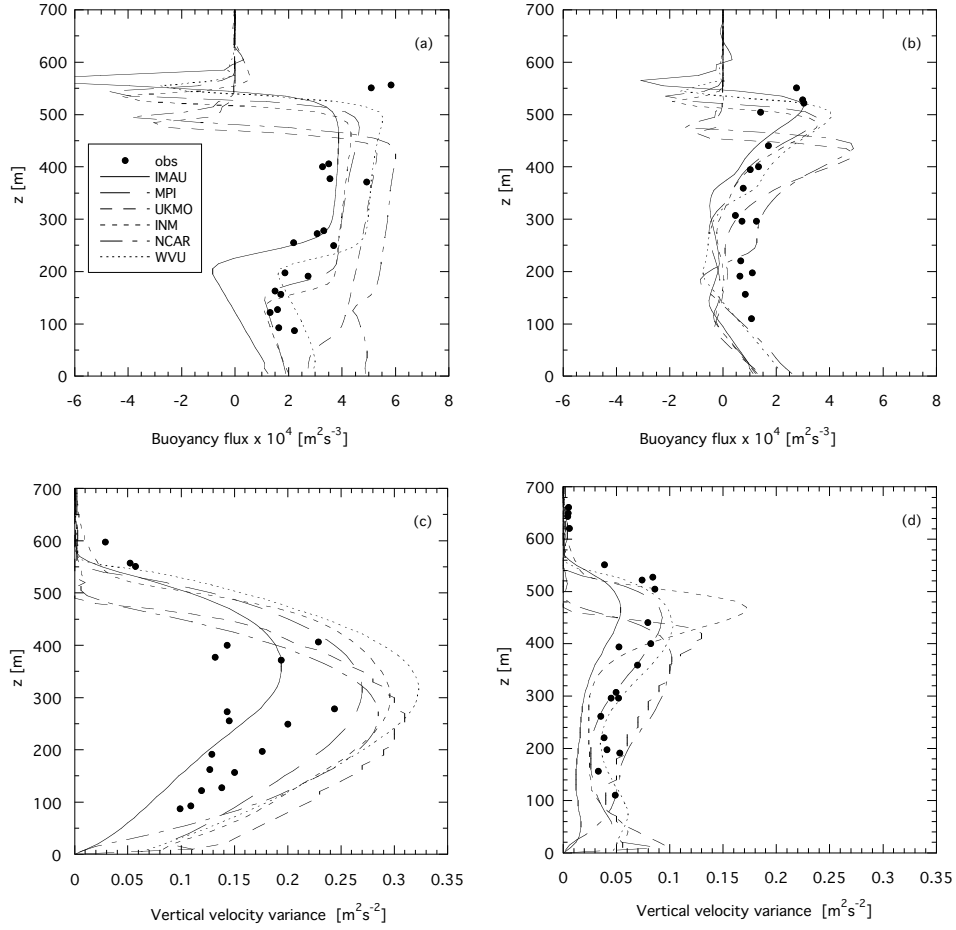 700
600
500
400
300
200
100
0
z [m]
(a)
obs
IMAU
MPI
UKMO
INM
NCAR
WVU
-6 -4 -2 0 2 4 6 8
Buoyancy flux x 10⁴ [m²s⁻³]
700
600
500
400
300
200
100
0
z [m]
(b)
-6 -4 -2 0 2 4 6 8
Buoyancy flux x 10⁴ [m²s⁻³]
700
600
500
400
300
200
100
0
z [m]
(c)
0 0.05 0.1 0.15 0.2 0.25 0.3 0.35
Vertical velocity variance [m²s⁻²]
700
600
500
400
300
200
100
0
z [m]
(d)
0 0.05 0.1 0.15 0.2 0.25 0.3 0.35
Vertical velocity variance [m²s⁻²]